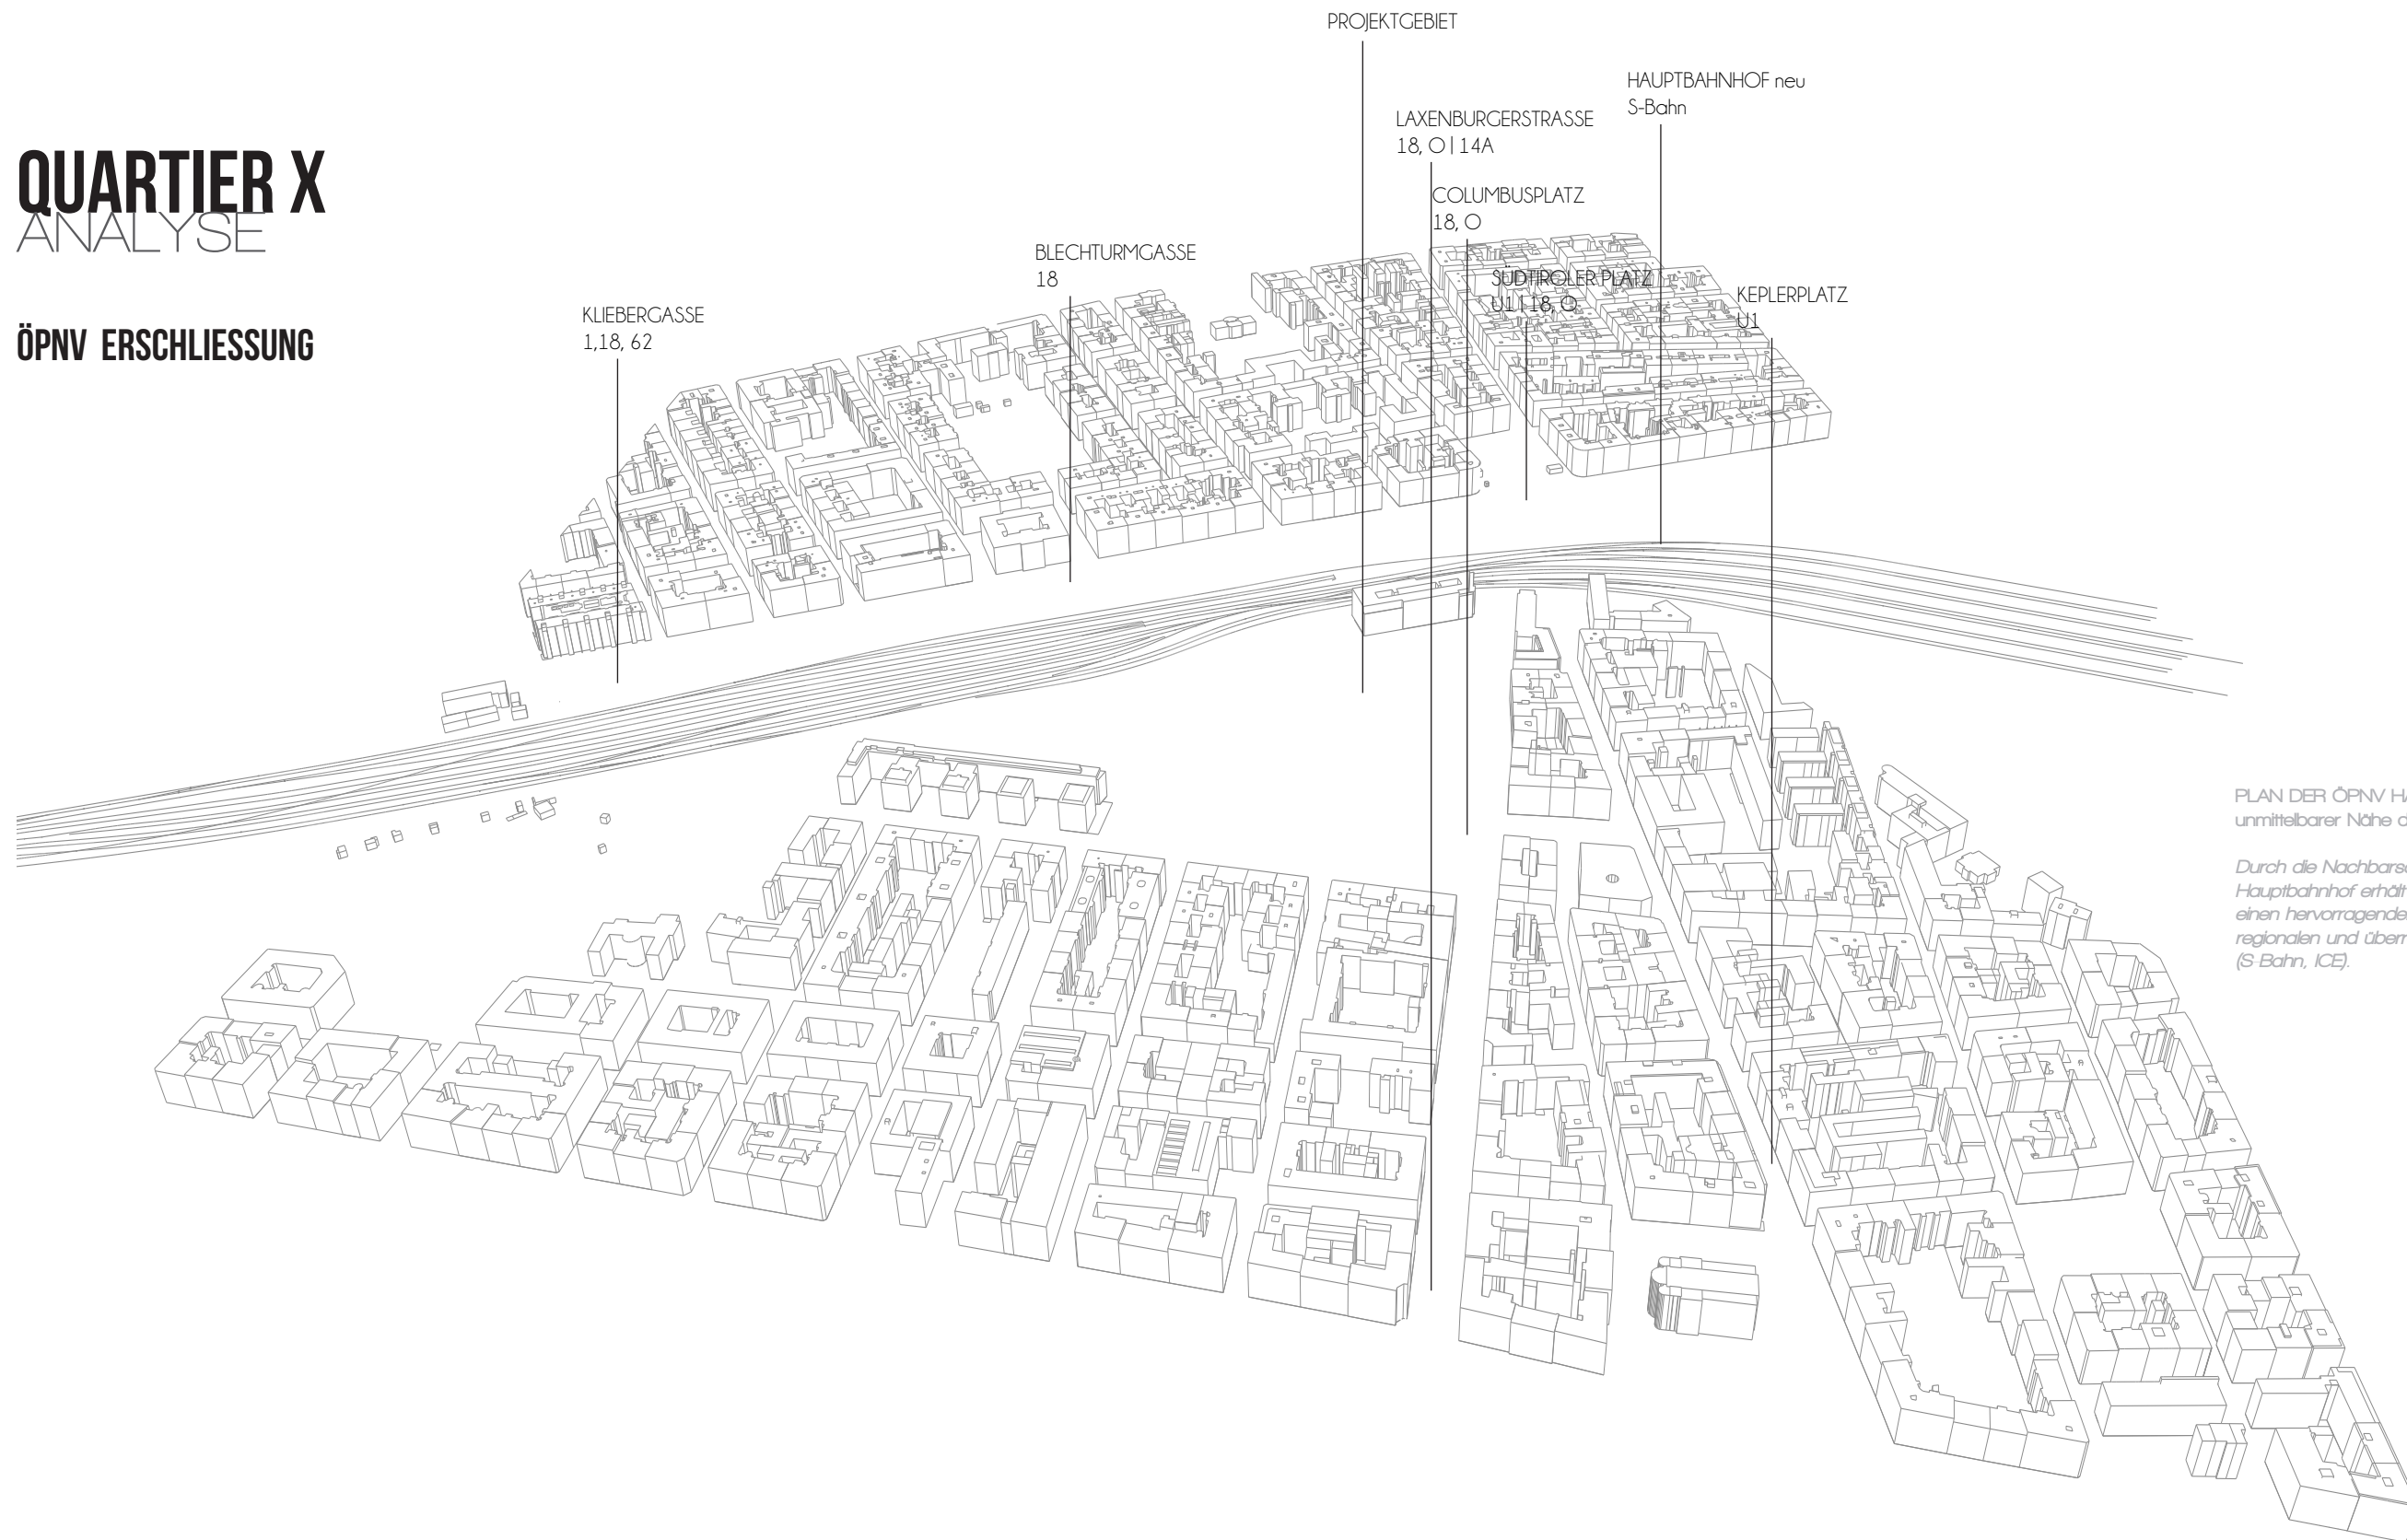 QUARTIER X
ANALYSE
ÖPNV ERSCHLIESSUNG
KLIEBERGASSE
1,18, 62
BLECHTURMGASSE
18
PROJEKTGEBIET
LAXENBURGERSTRASSE
18, O | 14A
COLUMBUSPLATZ
18, O
HAUPTBAHNHOF neu
S-Bahn
SÜDTIROLER PLATZ
U1 | 18, O
KEPLERPLATZ
U1
PLAN DER ÖPNV
unmittelbarer Nähe
Durch die
Hauptbahnhof erhält
einen
regionalen und
(S-Bahn, ICE).